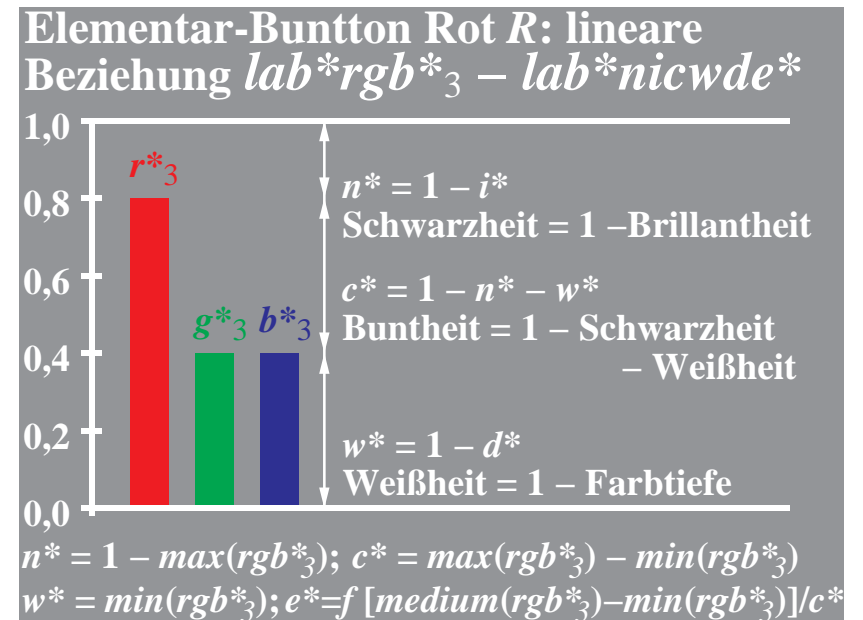 Elementar-Buntton Rot R: lineare
Beziehung lab*rgb*3 – lab*nicwde*
1,0
r*3
n* = 1 – i*
0,8
Schwarzheit = 1 –Brillantheit
0,6
c* = 1 – n* – w*
g*3 b*3
Buntheit = 1 – Schwarzheit
0,4
– Weißheit
0,2
w* = 1 – d*
Weißheit = 1 – Farbtiefe
0,0
n* = 1 – max(rgb*3); c* = max(rgb*3) – min(rgb*3)
w* = min(rgb*3); e*=f [medium(rgb*3)–min(rgb*3)]/c*